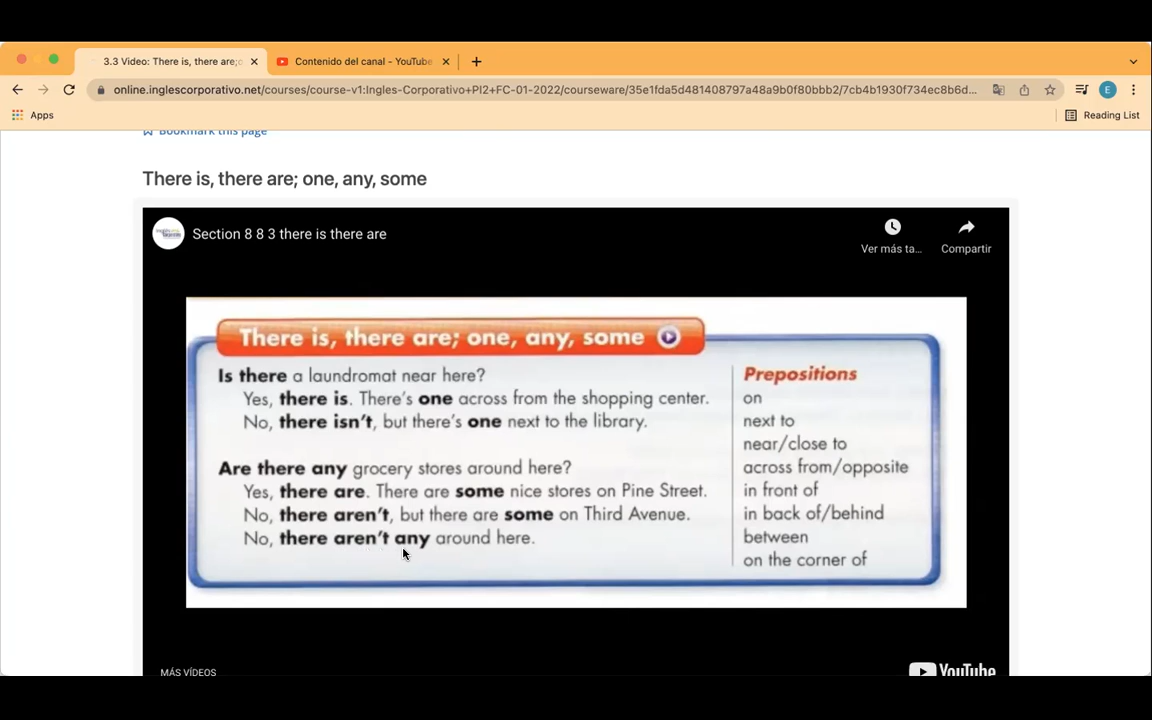 3.3 Video: There is, there are;
Contenido del canal - YouTube
online.inglescorporativo.net/courses/course-v1:Ingles-Corporativo+PI2+FC-01-2022/courseware/35e1fda5d481408797a48a9b0f80bbb2/7cb4b1930f734ec8b6d...
E
Apps
Reading List
Bookmark this page
There is, there are; one, any, some
Section 8 8 3 there is there are
Ver más ta...
Compartir
There is, there are; one, any, some
Is there a laundromat near here?
Yes, there is. There's one across from the shopping center.
No, there isn't, but there's one next to the library.
Are there any grocery stores around here?
Yes, there are. There are some nice stores on Pine Street.
No, there aren't, but there are some on Third Avenue.
No, there aren't any around here.
Prepositions
on
next to
near/close to
across from/opposite
in front of
in back of/behind
between
on the corner of
MÁS VÍDEOS
YouTube